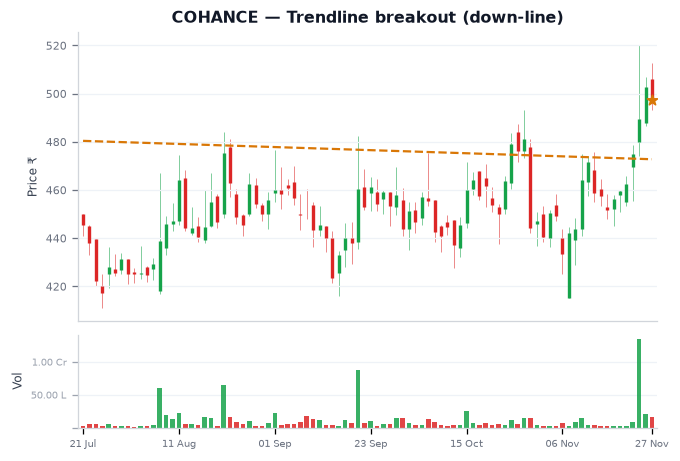 COHANCE — Trendline breakout (down-line)
Price ₹
520
500
480
460
440
420
Vol
1.00 Cr
50.00 L
21 Jul
11 Aug
01 Sep
23 Sep
15 Oct
06 Nov
27 Nov